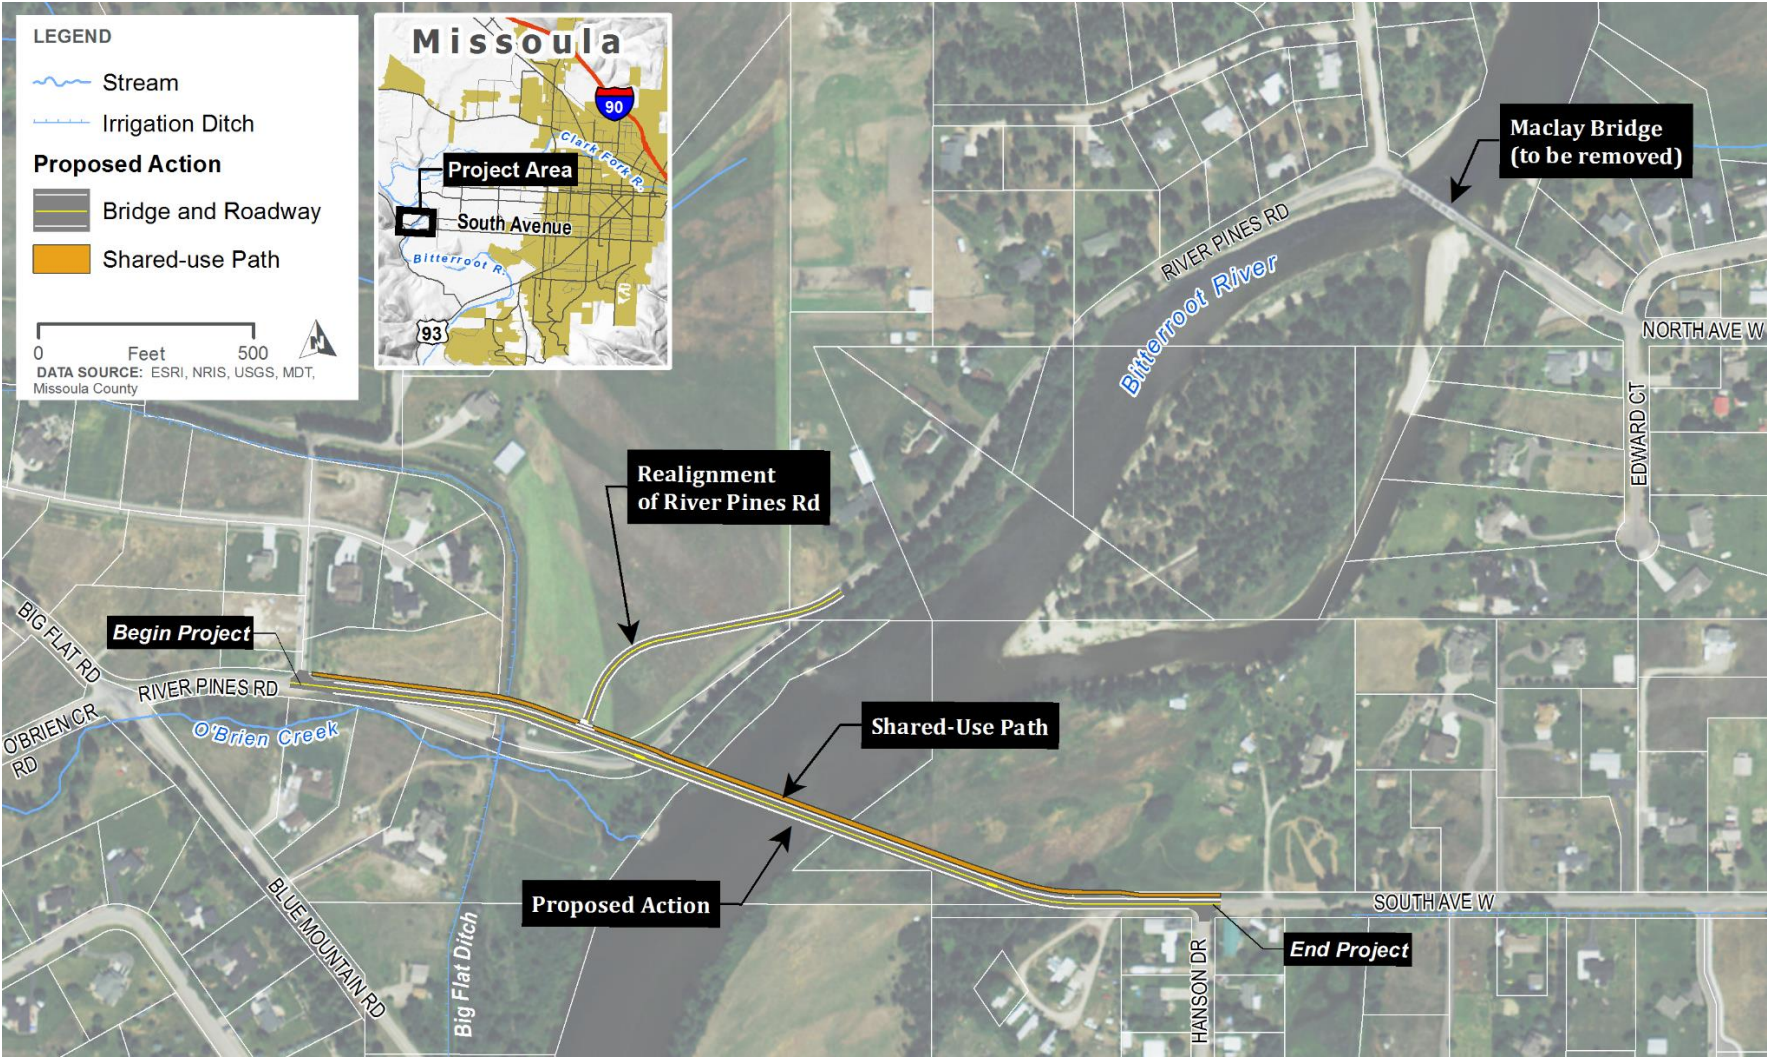 LEGEND
Stream
Irrigation Ditch
Proposed Action
Bridge and Roadway
Shared-use Path
0 Feet 500
N
DATA SOURCE: ESRI, NRIS, USGS, MDT,
Missoula County
Missoula
90
Clark Fork R.
Project Area
South Avenue
Bitterroot R.
93
Maclay Bridge
(to be removed)
RIVER PINES RD
Bitterroot River
NORTH AVE W
EDWARD CT
Realignment
of River Pines Rd
BIG FLAT RD
Begin Project
RIVER PINES RD
O'BRIEN CR
RD
O'Brien Creek
Shared-Use Path
Proposed Action
BLUE MOUNTAIN RD
Big Flat Ditch
SOUTH AVE W
End Project
HANSON DR